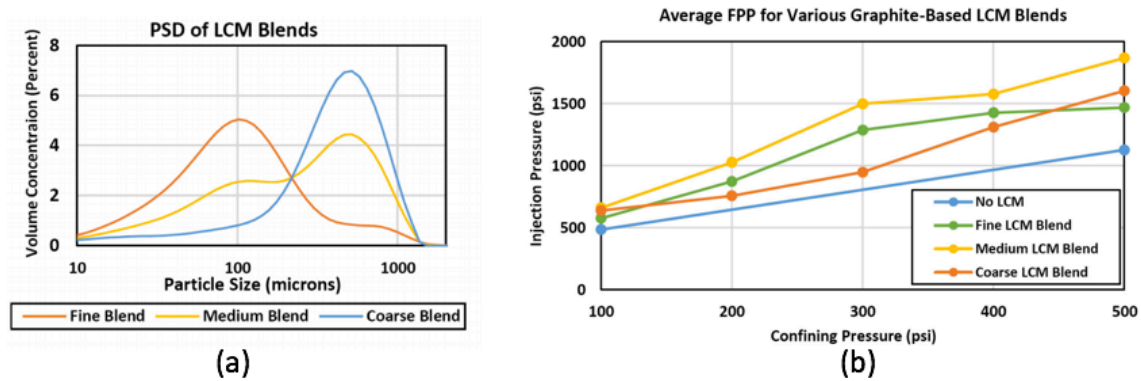 PSD of LCM Blends
Volume Concentraion (Percent)
8
6
4
2
0
10
100
1000
Particle Size (microns)
Fine Blend
Medium Blend
Coarse Blend
(a)
Average FPP for Various Graphite-Based LCM Blends
Injection Pressure (psi)
2000
1500
1000
500
0
No LCM
Fine LCM Blend
Medium LCM Blend
Coarse LCM Blend
100
200
300
400
500
Confining Pressure (psi)
(b)